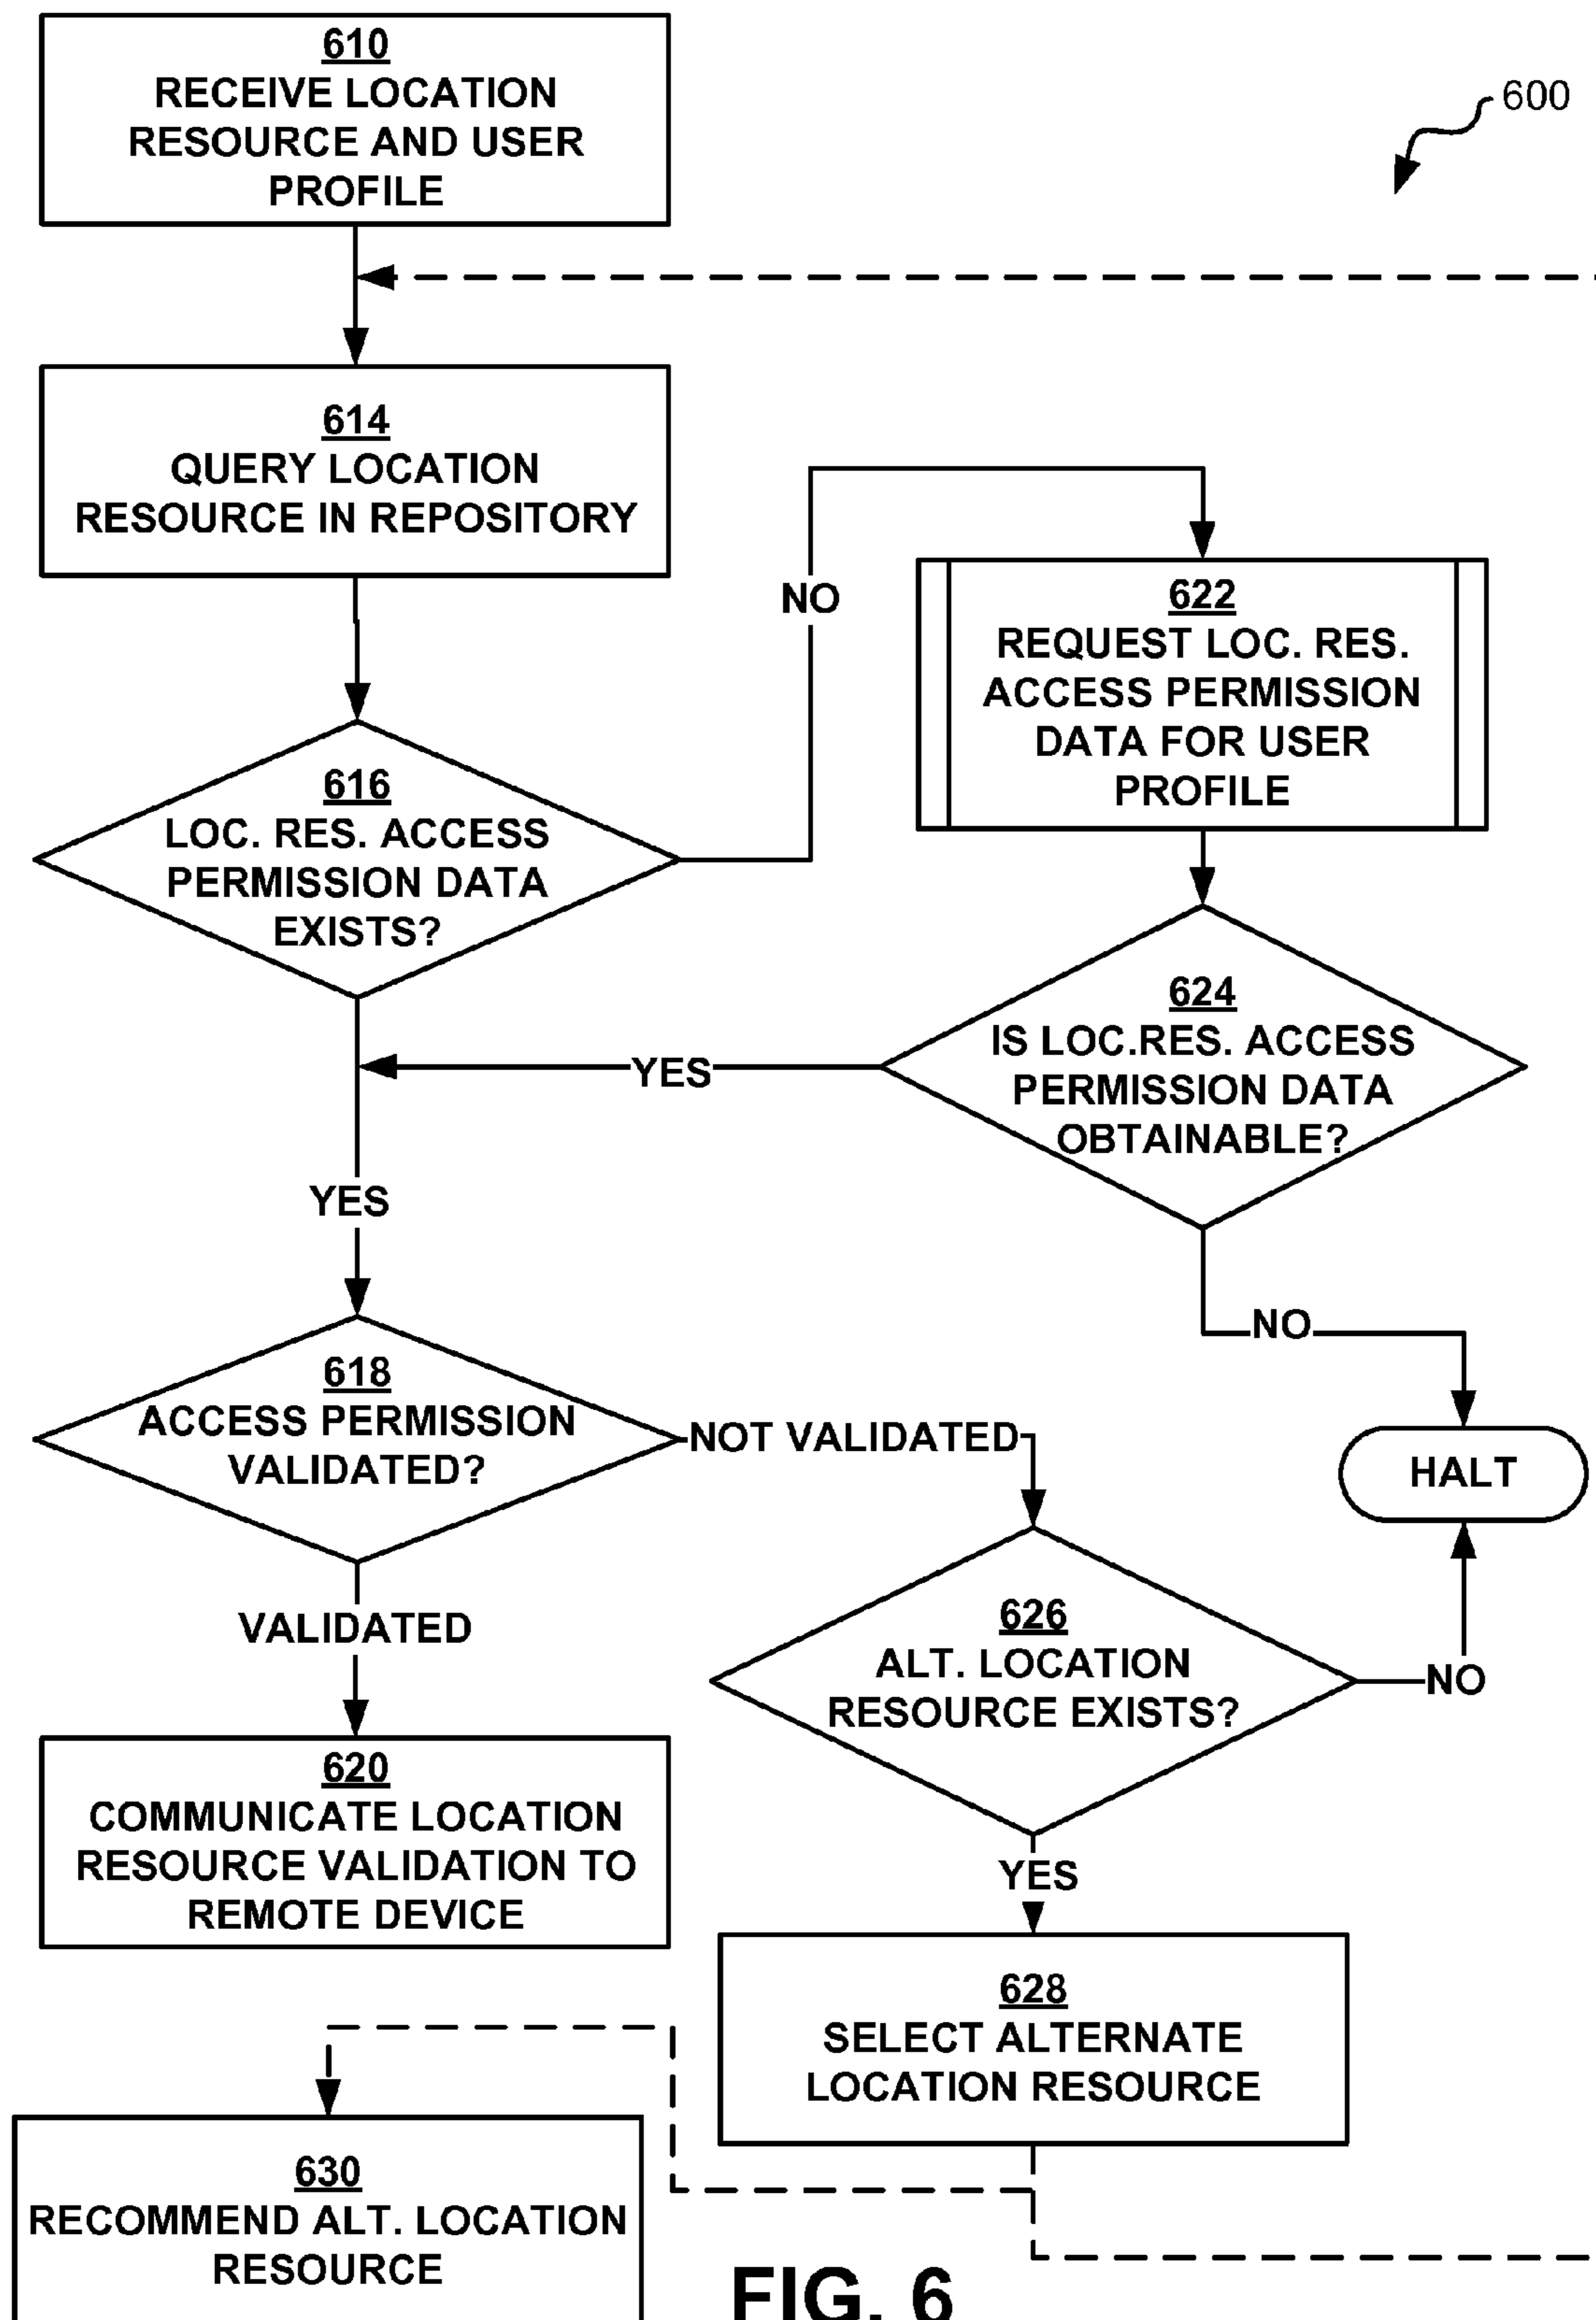 610
RECEIVE LOCATION
RESOURCE AND USER
PROFILE
600
614
QUERY LOCATION
RESOURCE IN REPOSITORY
NO
622
REQUEST LOC. RES.
ACCESS PERMISSION
DATA FOR USER
PROFILE
616
LOC. RES. ACCESS
PERMISSION DATA
EXISTS?
624
IS LOC.RES. ACCESS
PERMISSION DATA
OBTAINABLE?
YES
YES
NO
618
ACCESS PERMISSION
VALIDATED?
NOT VALIDATED
HALT
VALIDATED
626
ALT. LOCATION
RESOURCE EXISTS?
NO
620
COMMUNICATE LOCATION
RESOURCE VALIDATION TO
REMOTE DEVICE
YES
628
SELECT ALTERNATE
LOCATION RESOURCE
630
RECOMMEND ALT. LOCATION
RESOURCE
FIG. 6